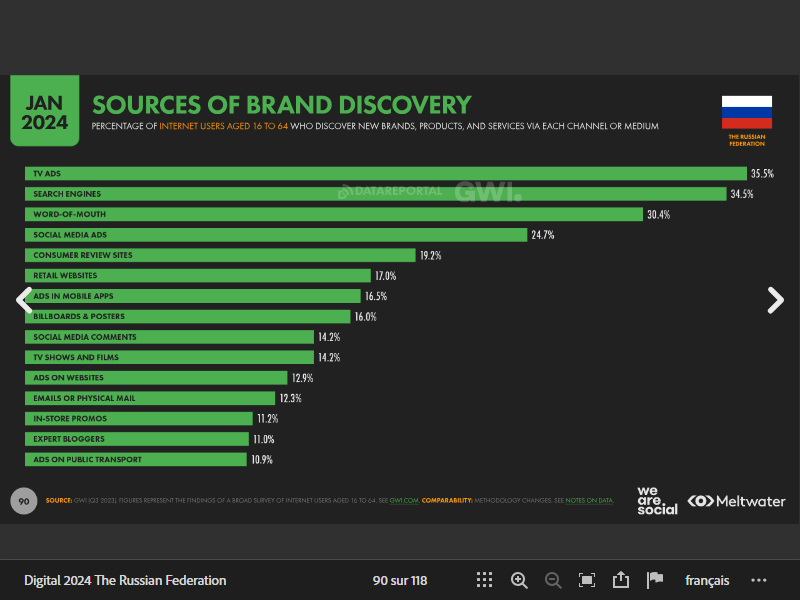 JAN
2024
SOURCES OF BRAND DISCOVERY
PERCENTAGE OF INTERNET USERS AGED 16 TO 64 WHO DISCOVER NEW BRANDS, PRODUCTS, AND SERVICES VIA EACH CHANNEL OR MEDIUM
THE RUSSIAN
FEDERATION
TV ADS 35.5%
DATAREPORTAL GWI.
SEARCH ENGINES 34.5%
WORD-OF-MOUTH 30.4%
SOCIAL MEDIA ADS 24.7%
CONSUMER REVIEW SITES 19.2%
RETAIL WEBSITES 17.0%
ADS IN MOBILE APPS 16.5%
BILLBOARDS & POSTERS 16.0%
SOCIAL MEDIA COMMENTS 14.2%
TV SHOWS AND FILMS 14.2%
ADS ON WEBSITES 12.9%
EMAILS OR PHYSICAL MAIL 12.3%
IN-STORE PROMOS 11.2%
EXPERT BLOGGERS 11.0%
ADS ON PUBLIC TRANSPORT 10.9%
90 SOURCE: GWI (Q3 2023). FIGURES REPRESENT THE FINDINGS OF A BROAD SURVEY OF INTERNET USERS AGED 16 TO 64. SEE GWI.COM. COMPARABILITY: METHODOLOGY CHANGES. SEE NOTES ON DATA.
we
are.
social
Meltwater
Digital 2024 The Russian Federation 90 sur 118 français